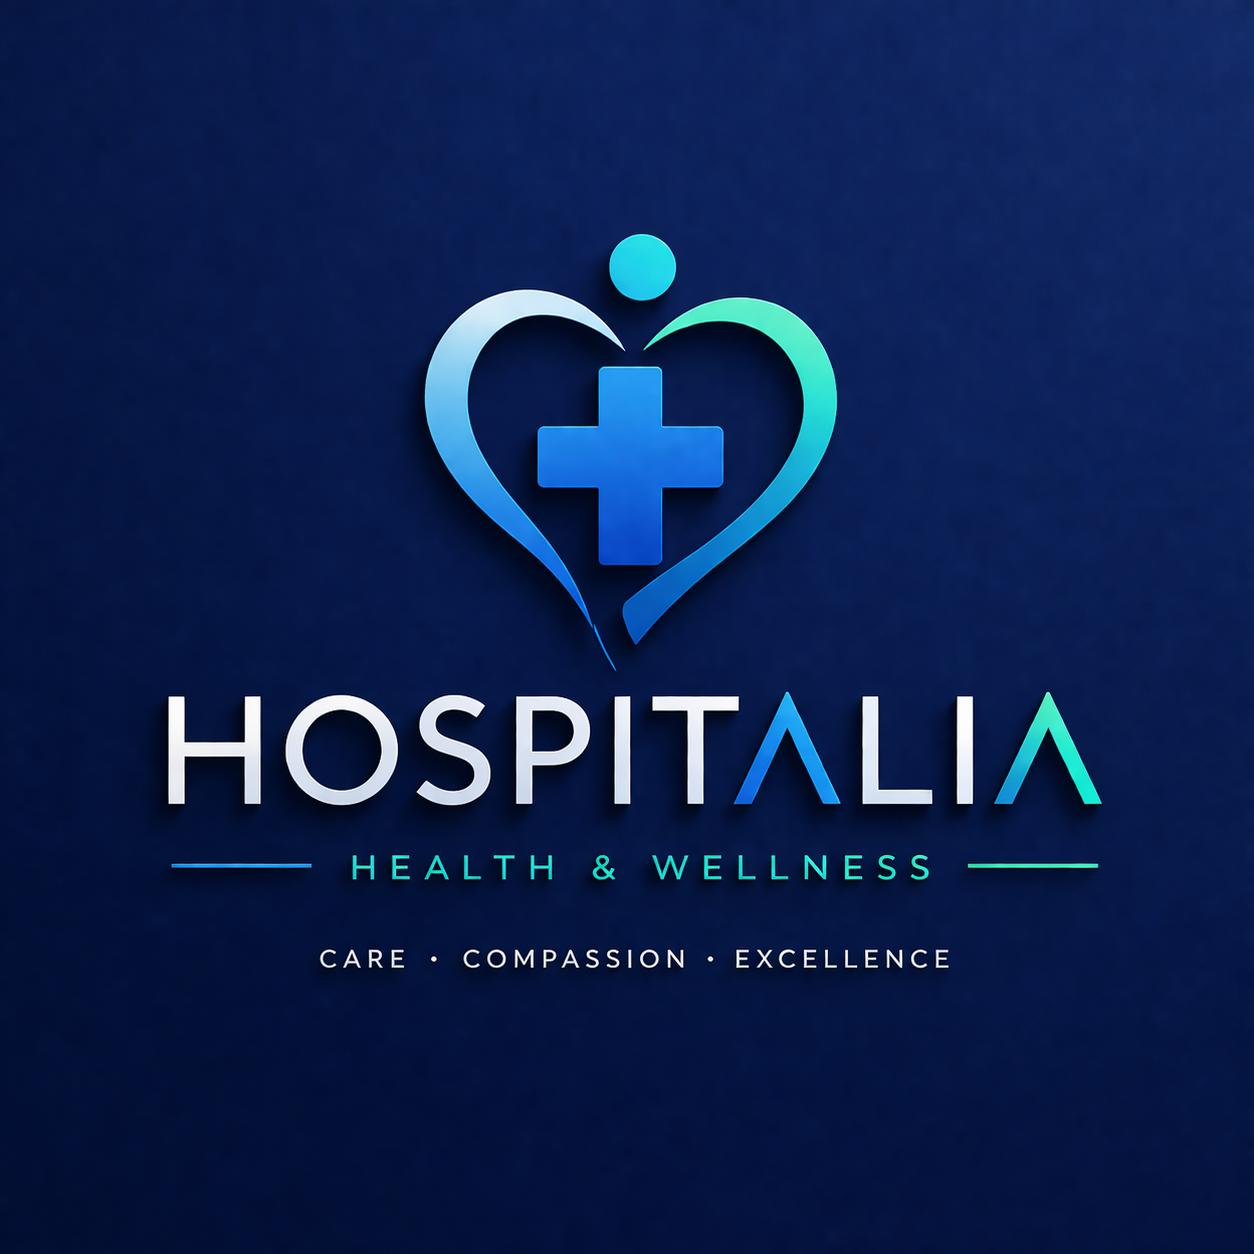 HOSPITALIA
HEALTH & WELLNESS
CARE • COMPASSION • EXCELLENCE